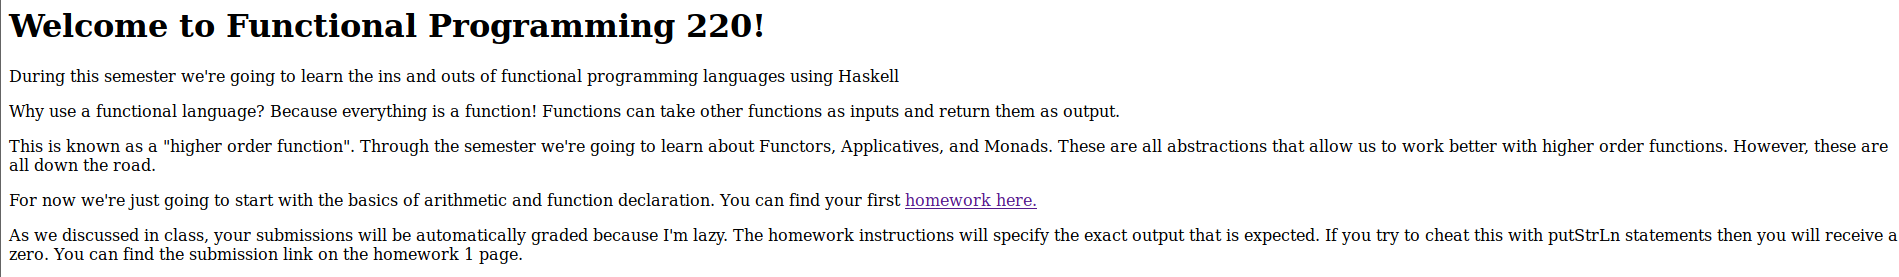 Welcome to Functional Programming 220!
During this semester we're going to learn the ins and outs of functional programming languages using Haskell
Why use a functional language? Because everything is a function! Functions can take other functions as inputs and return them as output.
This is known as a "higher order function". Through the semester we're going to learn about Functors, Applicatives, and Monads. These are all abstractions that allow us to work better with higher order functions. However, these are
all down the road.
For now we're just going to start with the basics of arithmetic and function declaration. You can find your first homework here.
As we discussed in class, your submissions will be automatically graded because I'm lazy. The homework instructions will specify the exact output that is expected. If you try to cheat this with putStrLn statements then you will receive a
zero. You can find the submission link on the homework 1 page.